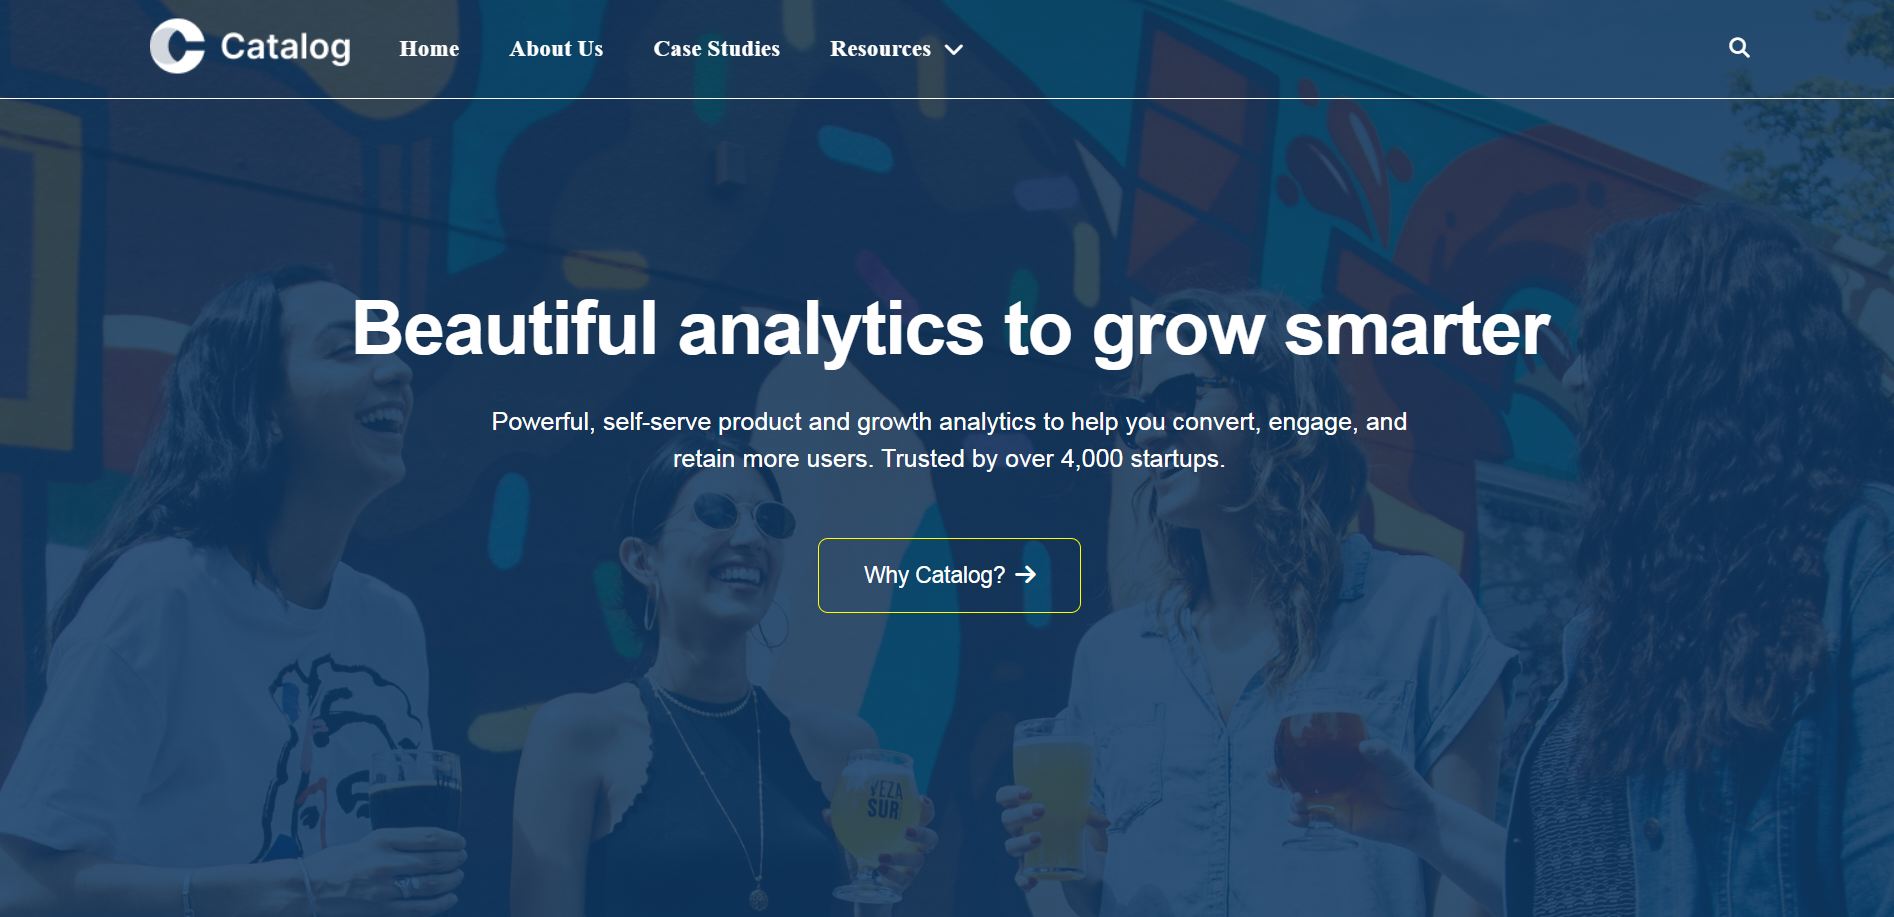 Catalog
Home
About Us
Case Studies
Resources
Beautiful analytics to grow smarter
Powerful, self-serve product and growth analytics to help you convert, engage, and
retain more users. Trusted by over 4,000 startups.
Why Catalog?
VEZA
SUR